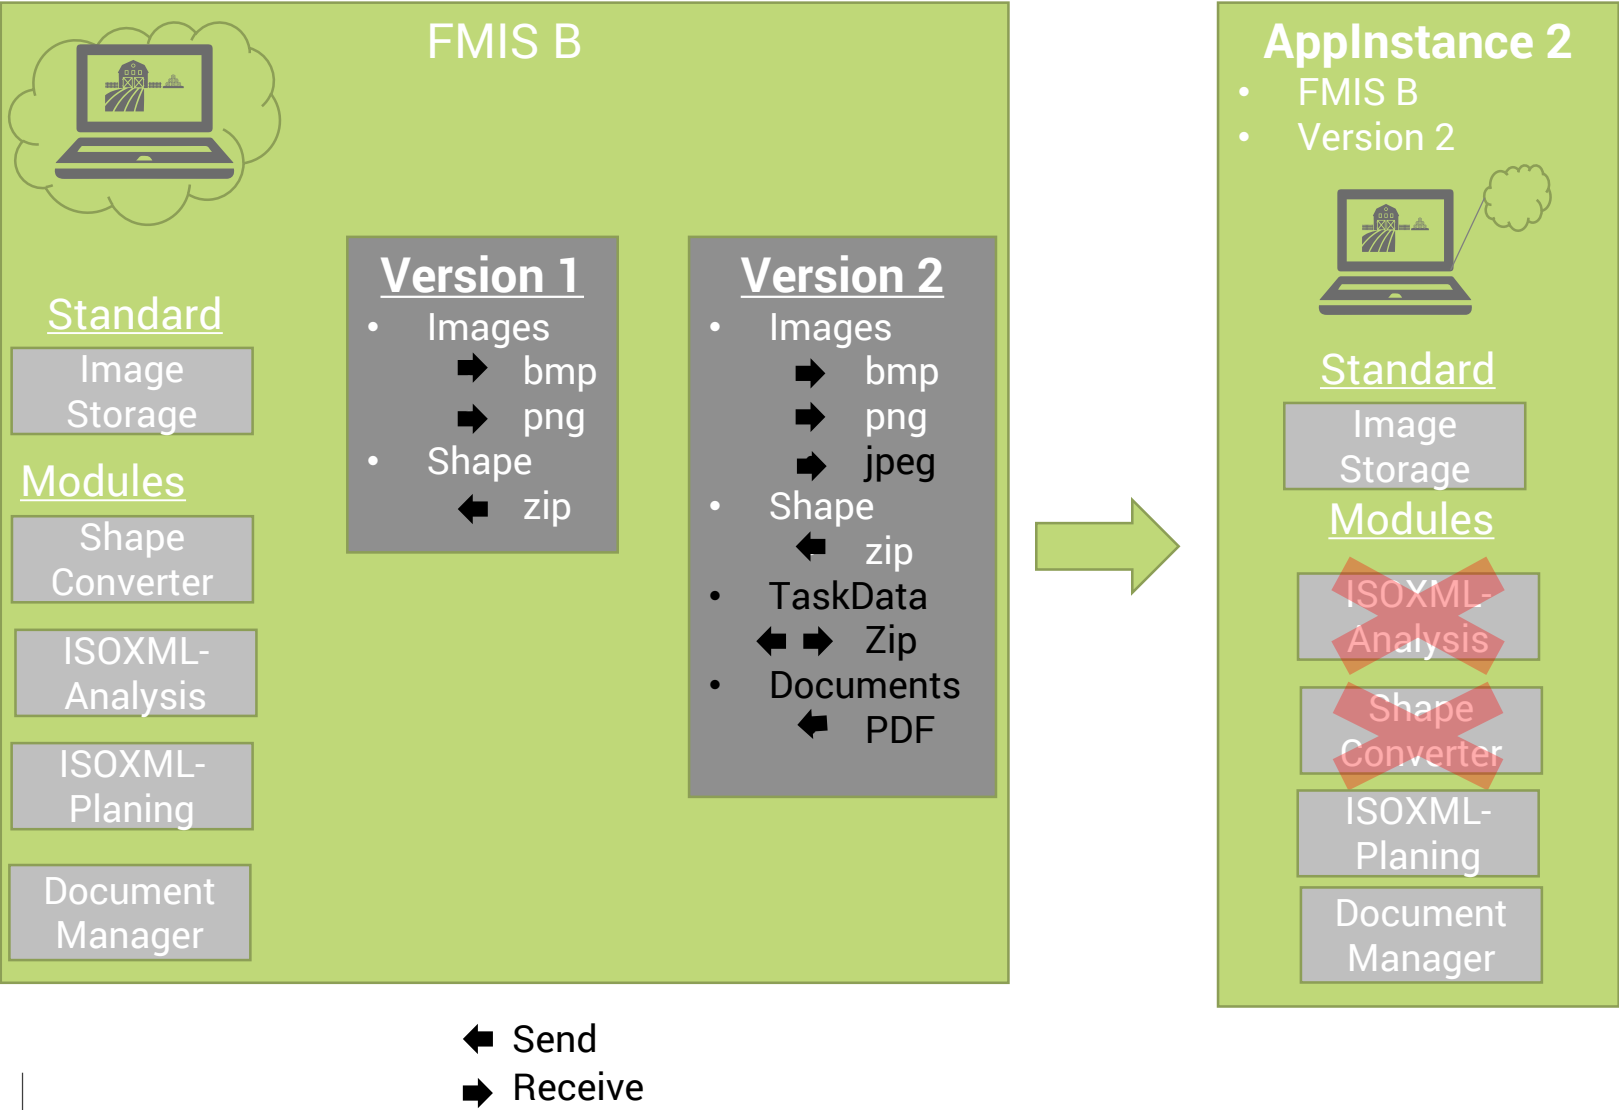 FMIS B
Standard
Image
Storage
Modules
Shape
Converter
ISOXML-
Analysis
ISOXML-
Planing
Document
Manager
Version 1
• Images
bmp
png
• Shape
zip
Version 2
• Images
bmp
png
jpeg
• Shape
zip
• TaskData
Zip
• Documents
PDF
AppInstance 2
• FMIS B
• Version 2
Standard
Image
Storage
Modules
ISOXML-
Analysis
Shape
Converter
ISOXML-
Planing
Document
Manager
Send
Receive